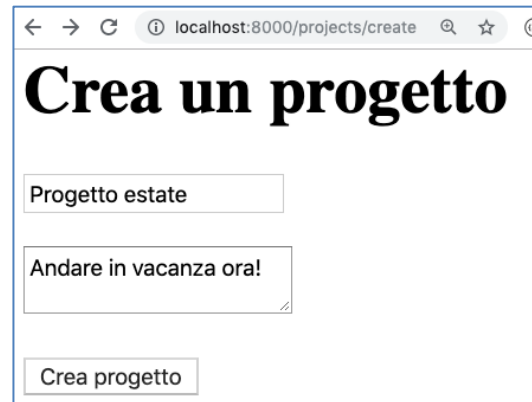 localhost:8000/projects/create
Crea un progetto
Progetto estate
Andare in vacanza ora!
Crea progetto